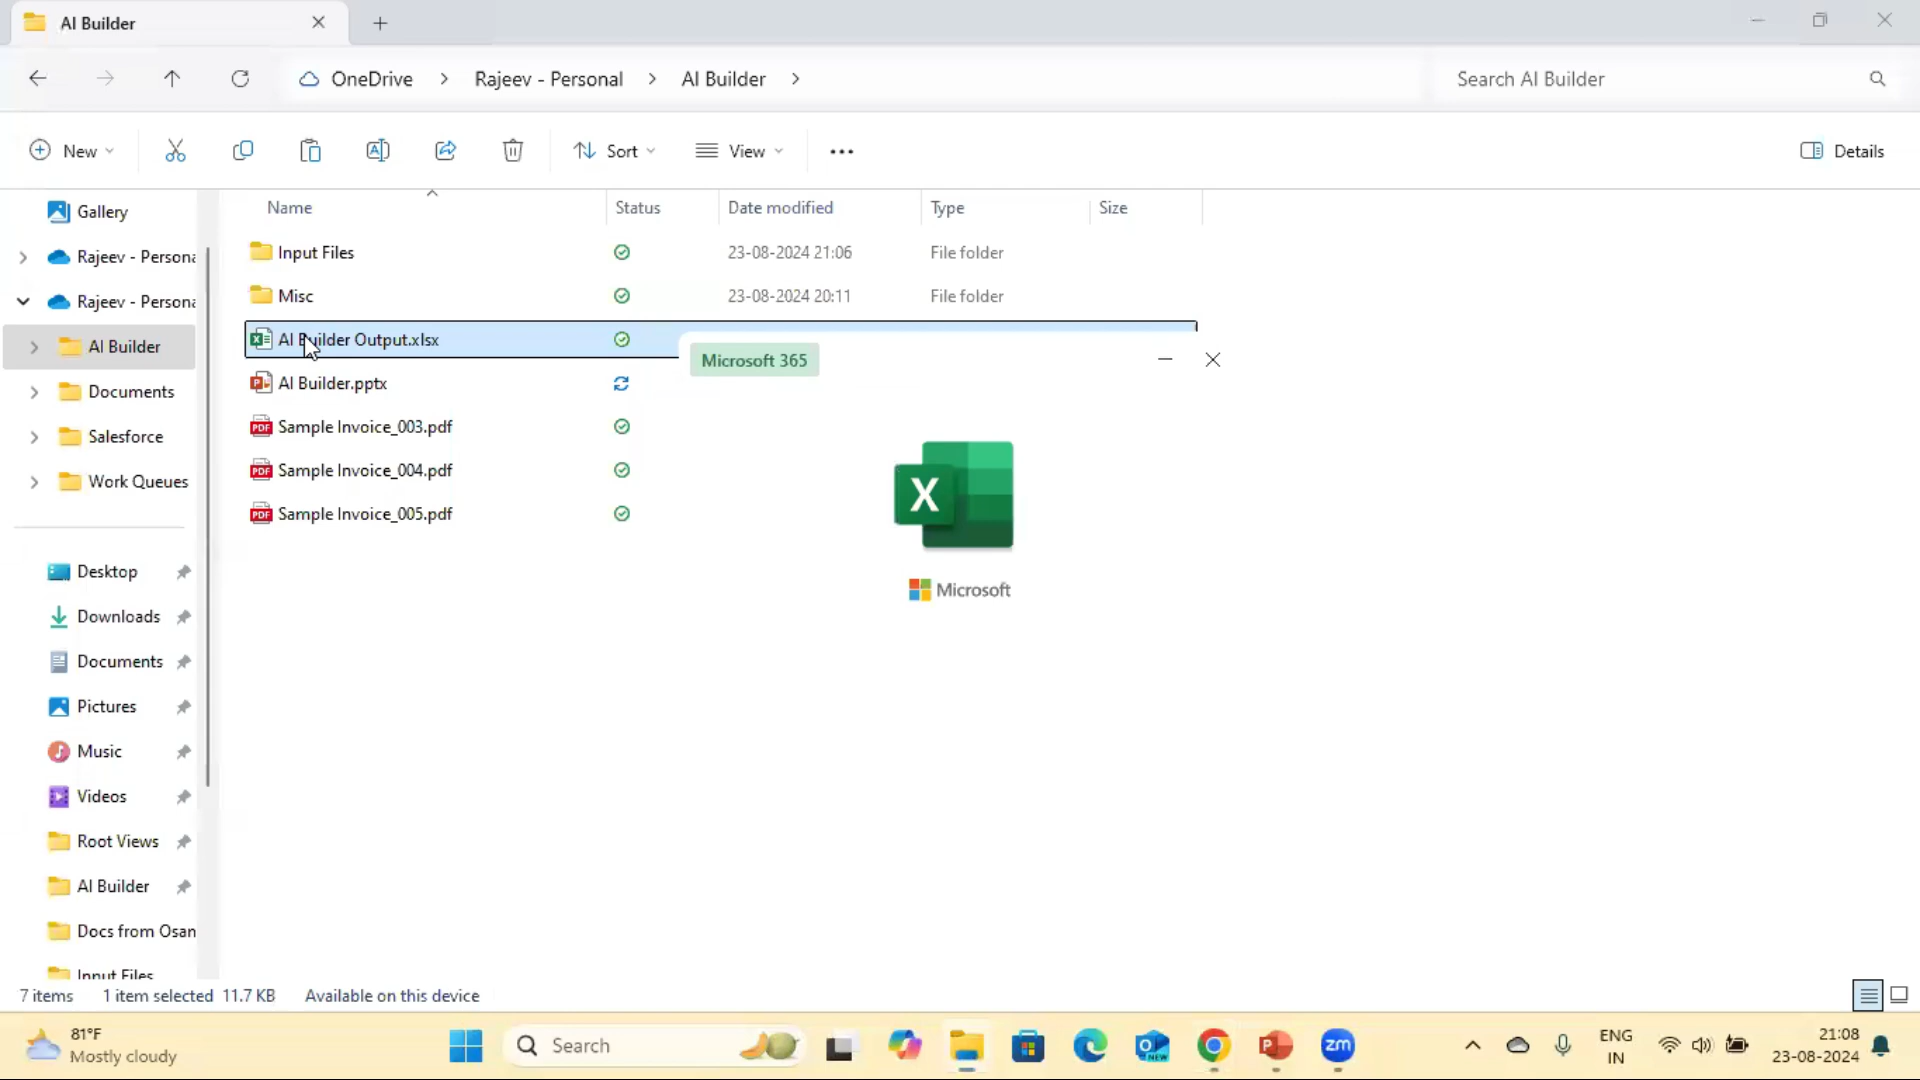 AI Builder
OneDrive > Rajeev - Personal > AI Builder >
Search AI Builder
New
Sort
View
Details
Name Status Date modified Type Size
Gallery
Rajeev - Persona
Rajeev - Persona
AI Builder
Documents
Salesforce
Work Queues
Desktop
Downloads
Documents
Pictures
Music
Videos
Root Views
AI Builder
Docs from Osan
Input Files
Input Files 23-08-2024 21:06 File folder
Misc 23-08-2024 20:11 File folder
AI Builder Output.xlsx
AI Builder.pptx
PDF Sample Invoice_003.pdf
PDF Sample Invoice_004.pdf
PDF Sample Invoice_005.pdf
Microsoft 365
X
Microsoft
7 items 1 item selected 11.7 KB Available on this device
81°F
Mostly cloudy
Search
NEW
zm
ENG
IN
21:08
23-08-2024